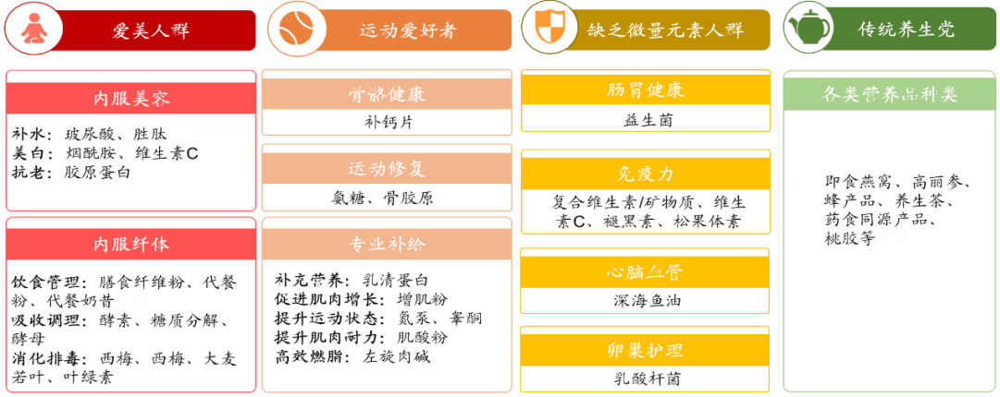 爱美人群
内服美容
补水：玻尿酸、胜肽
美白：烟酰胺、维生素C
抗老：胶原蛋白
内服纤体
饮食管理：膳食纤维粉、代餐
粉、代餐奶昔
吸收调理：酵素、糖质分解、
酵母
消化排毒：西梅、西梅、大麦
若叶、叶绿素
运动爱好者
骨骼健康
补钙片
运动修复
氨糖、骨胶原
专业补给
补充营养：乳清蛋白
促进肌肉增长：增肌粉
提升运动状态：氮泵、睾酮
提升肌肉耐力：肌酸粉
高效燃脂：左旋肉碱
缺乏微量元素人群
肠胃健康
益生菌
免疫力
复合维生素/矿物质、维生
素C、褪黑素、松果体素
心脑血管
深海鱼油
卵巢护理
乳酸杆菌
传统养生党
各类营养品种类
即食燕窝、高丽参、
蜂产品、养生茶、
药食同源产品、
桃胶等